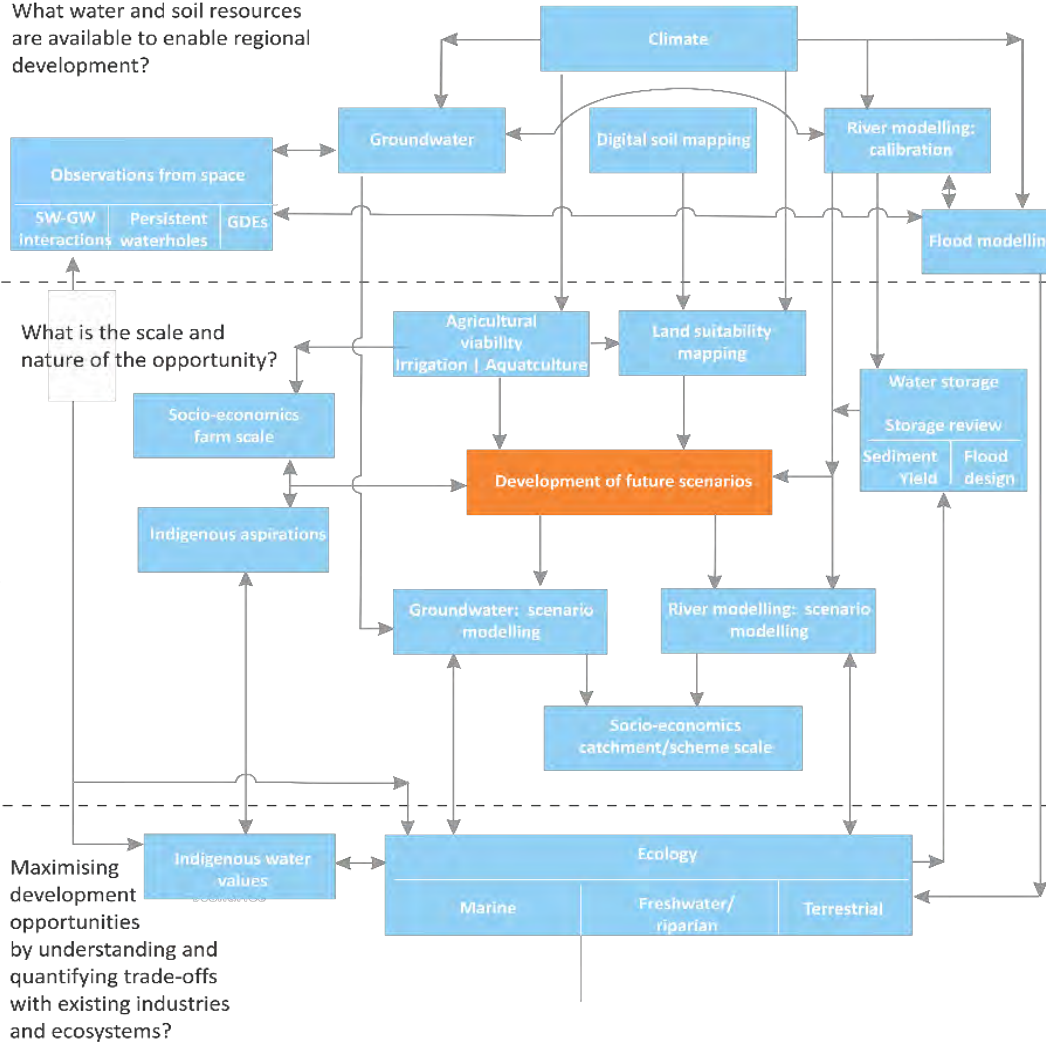 What water and soil resources
are available to enable regional
development?
Climate
Groundwater
Digital soil mapping
River modelling:
calibration
Observations from space
SW-GW
interactions
Persistent
waterholes
GDEs
Flood modellin
What is the scale and
nature of the opportunity?
Agricultural
viability
Irrigation | Aquatculture
Land suitability
mapping
Water storage
Storage review
Sediment
Yield
Flood
design
Socio-economics
farm scale
Development of future scenarios
Indigenous aspirations
Groundwater: scenario
modelling
River modelling: scenario
modelling
Socio-economics
catchment/scheme scale
Indigenous water
values
Ecology
Marine
Freshwater/
riparian
Terrestrial
Maximising
development
opportunities
by understanding and
quantifying trade-offs
with existing industries
and ecosystems?